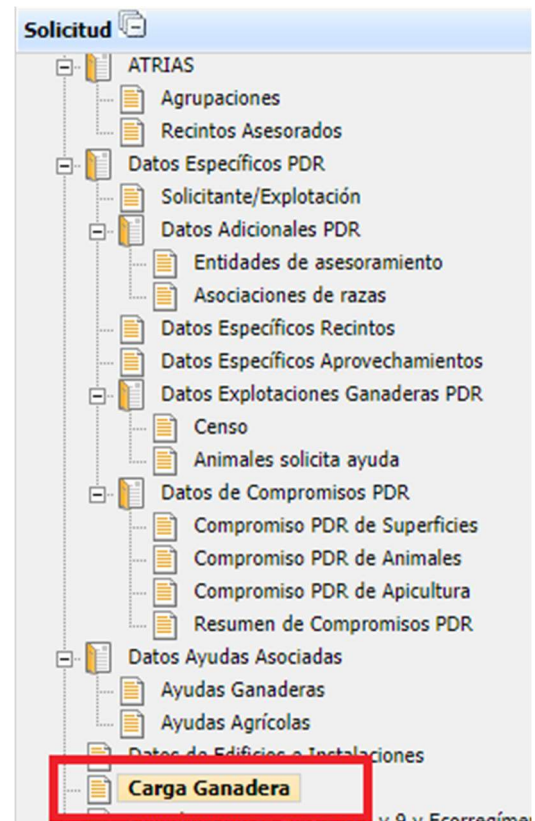 Solicitud
ATRIAS
Agrupaciones
Recintos Asesorados
Datos Específicos PDR
Solicitante/Explotación
Datos Adicionales PDR
Entidades de asesoramiento
Asociaciones de razas
Datos Específicos Recintos
Datos Específicos Aprovechamientos
Datos Explotaciones Ganaderas PDR
Censo
Animales solicita ayuda
Datos de Compromisos PDR
Compromiso PDR de Superficies
Compromiso PDR de Animales
Compromiso PDR de Apicultura
Resumen de Compromisos PDR
Datos Ayudas Asociadas
Ayudas Ganaderas
Ayudas Agrícolas
Datos de Edificios e Instalaciones
Carga Ganadera
y 9 y Ecorregímen